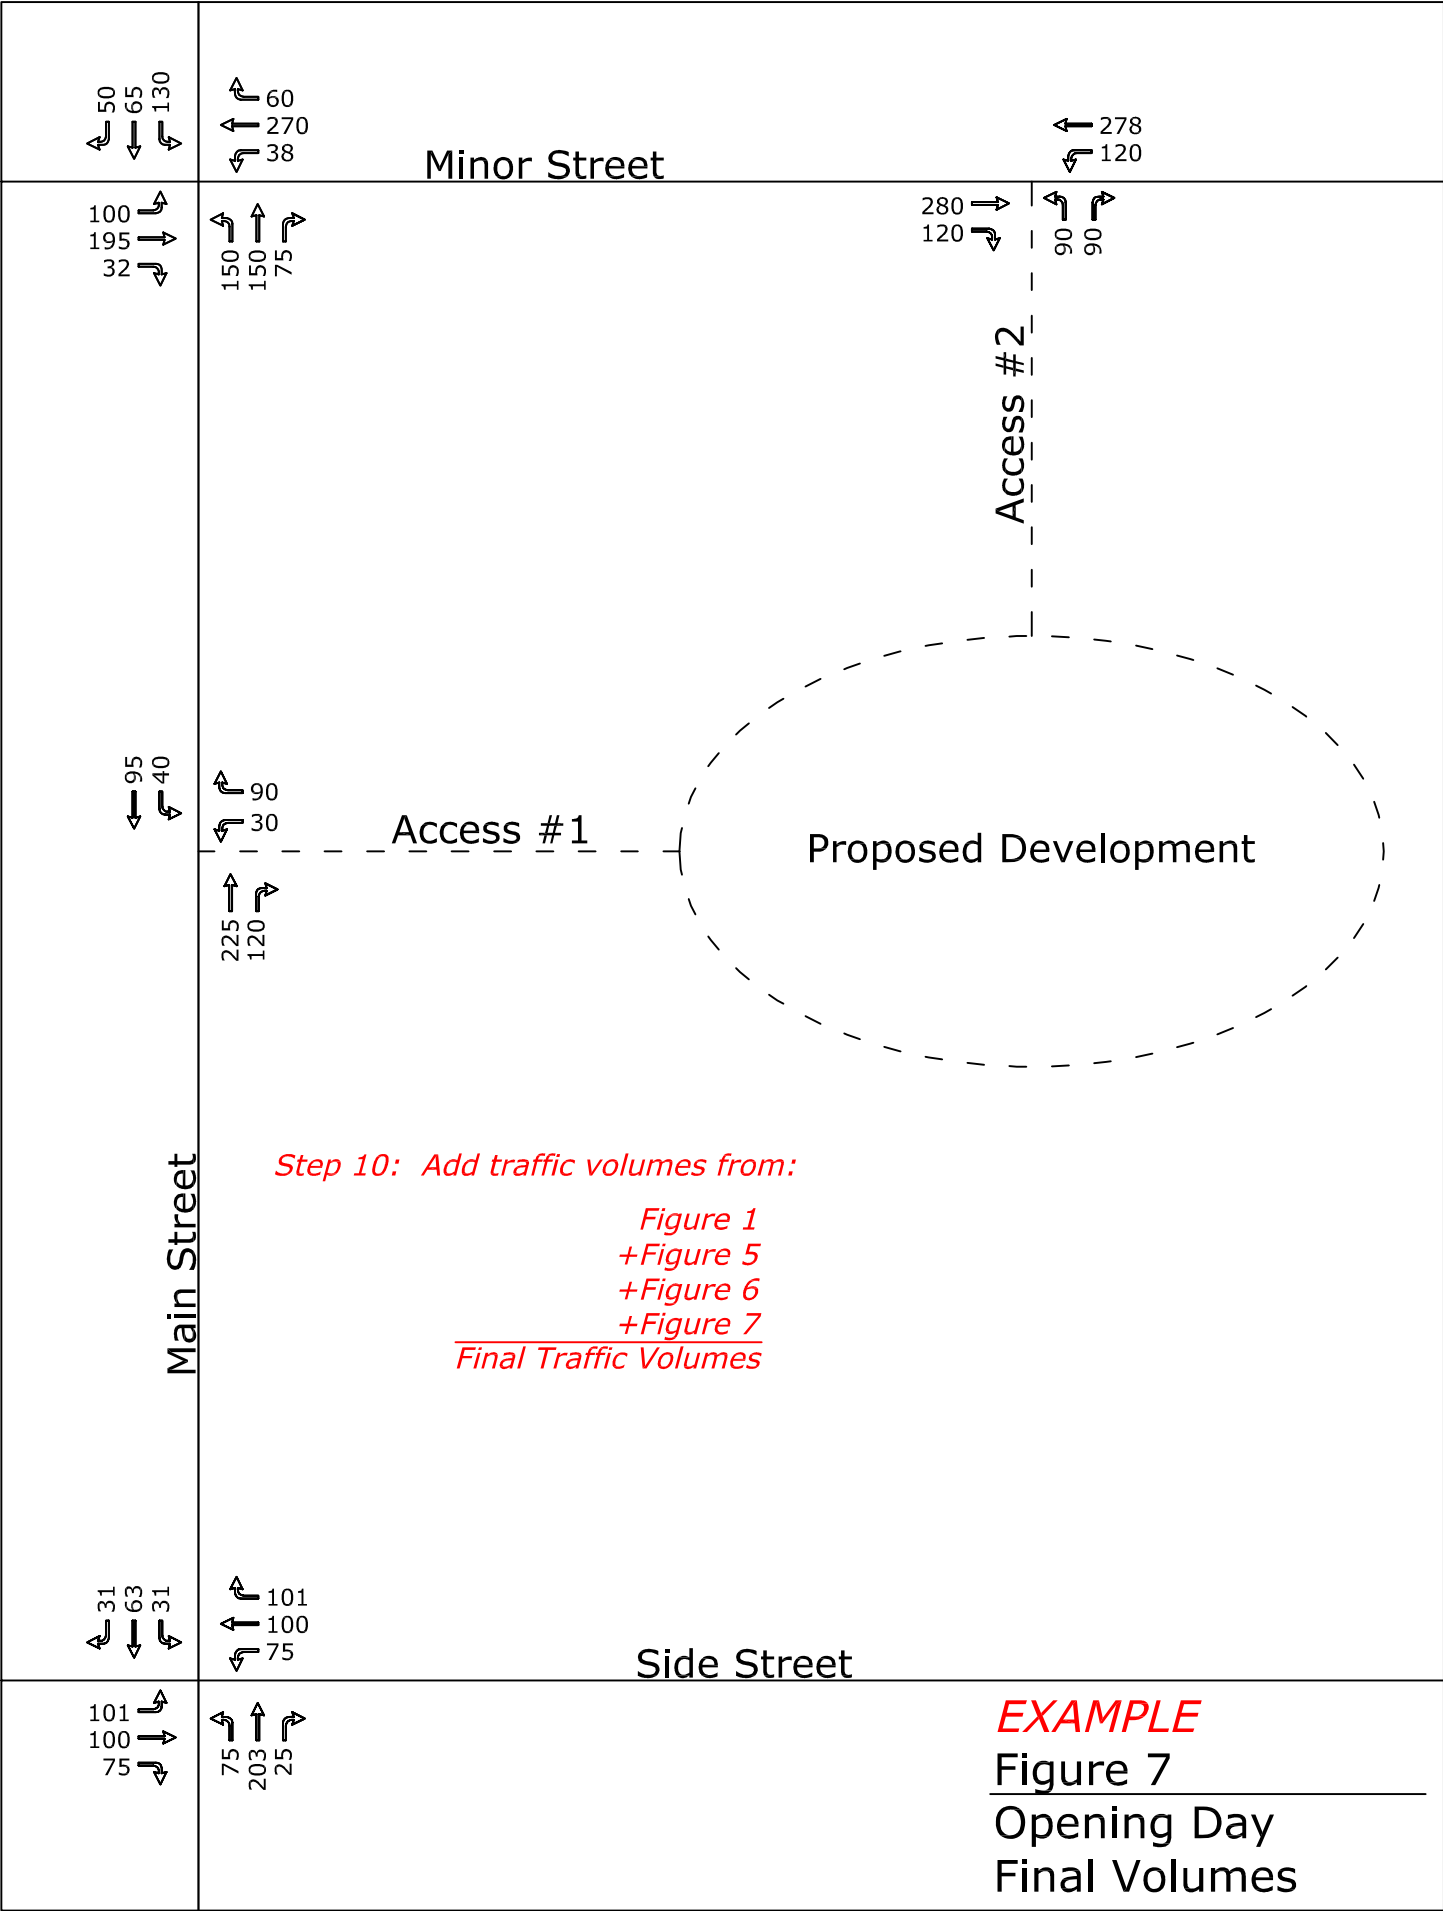 50
65
130
60
270
38
Minor Street
278
120
100
195
32
150
150
75
280
120
90
90
Access #2
95
40
90
30
Access #1
Proposed Development
225
120
Step 10: Add traffic volumes from:
Figure 1
+Figure 5
+Figure 6
+Figure 7
Final Traffic Volumes
Main Street
31
63
31
101
100
75
Side Street
101
100
75
75
203
25
EXAMPLE
Figure 7
Opening Day
Final Volumes